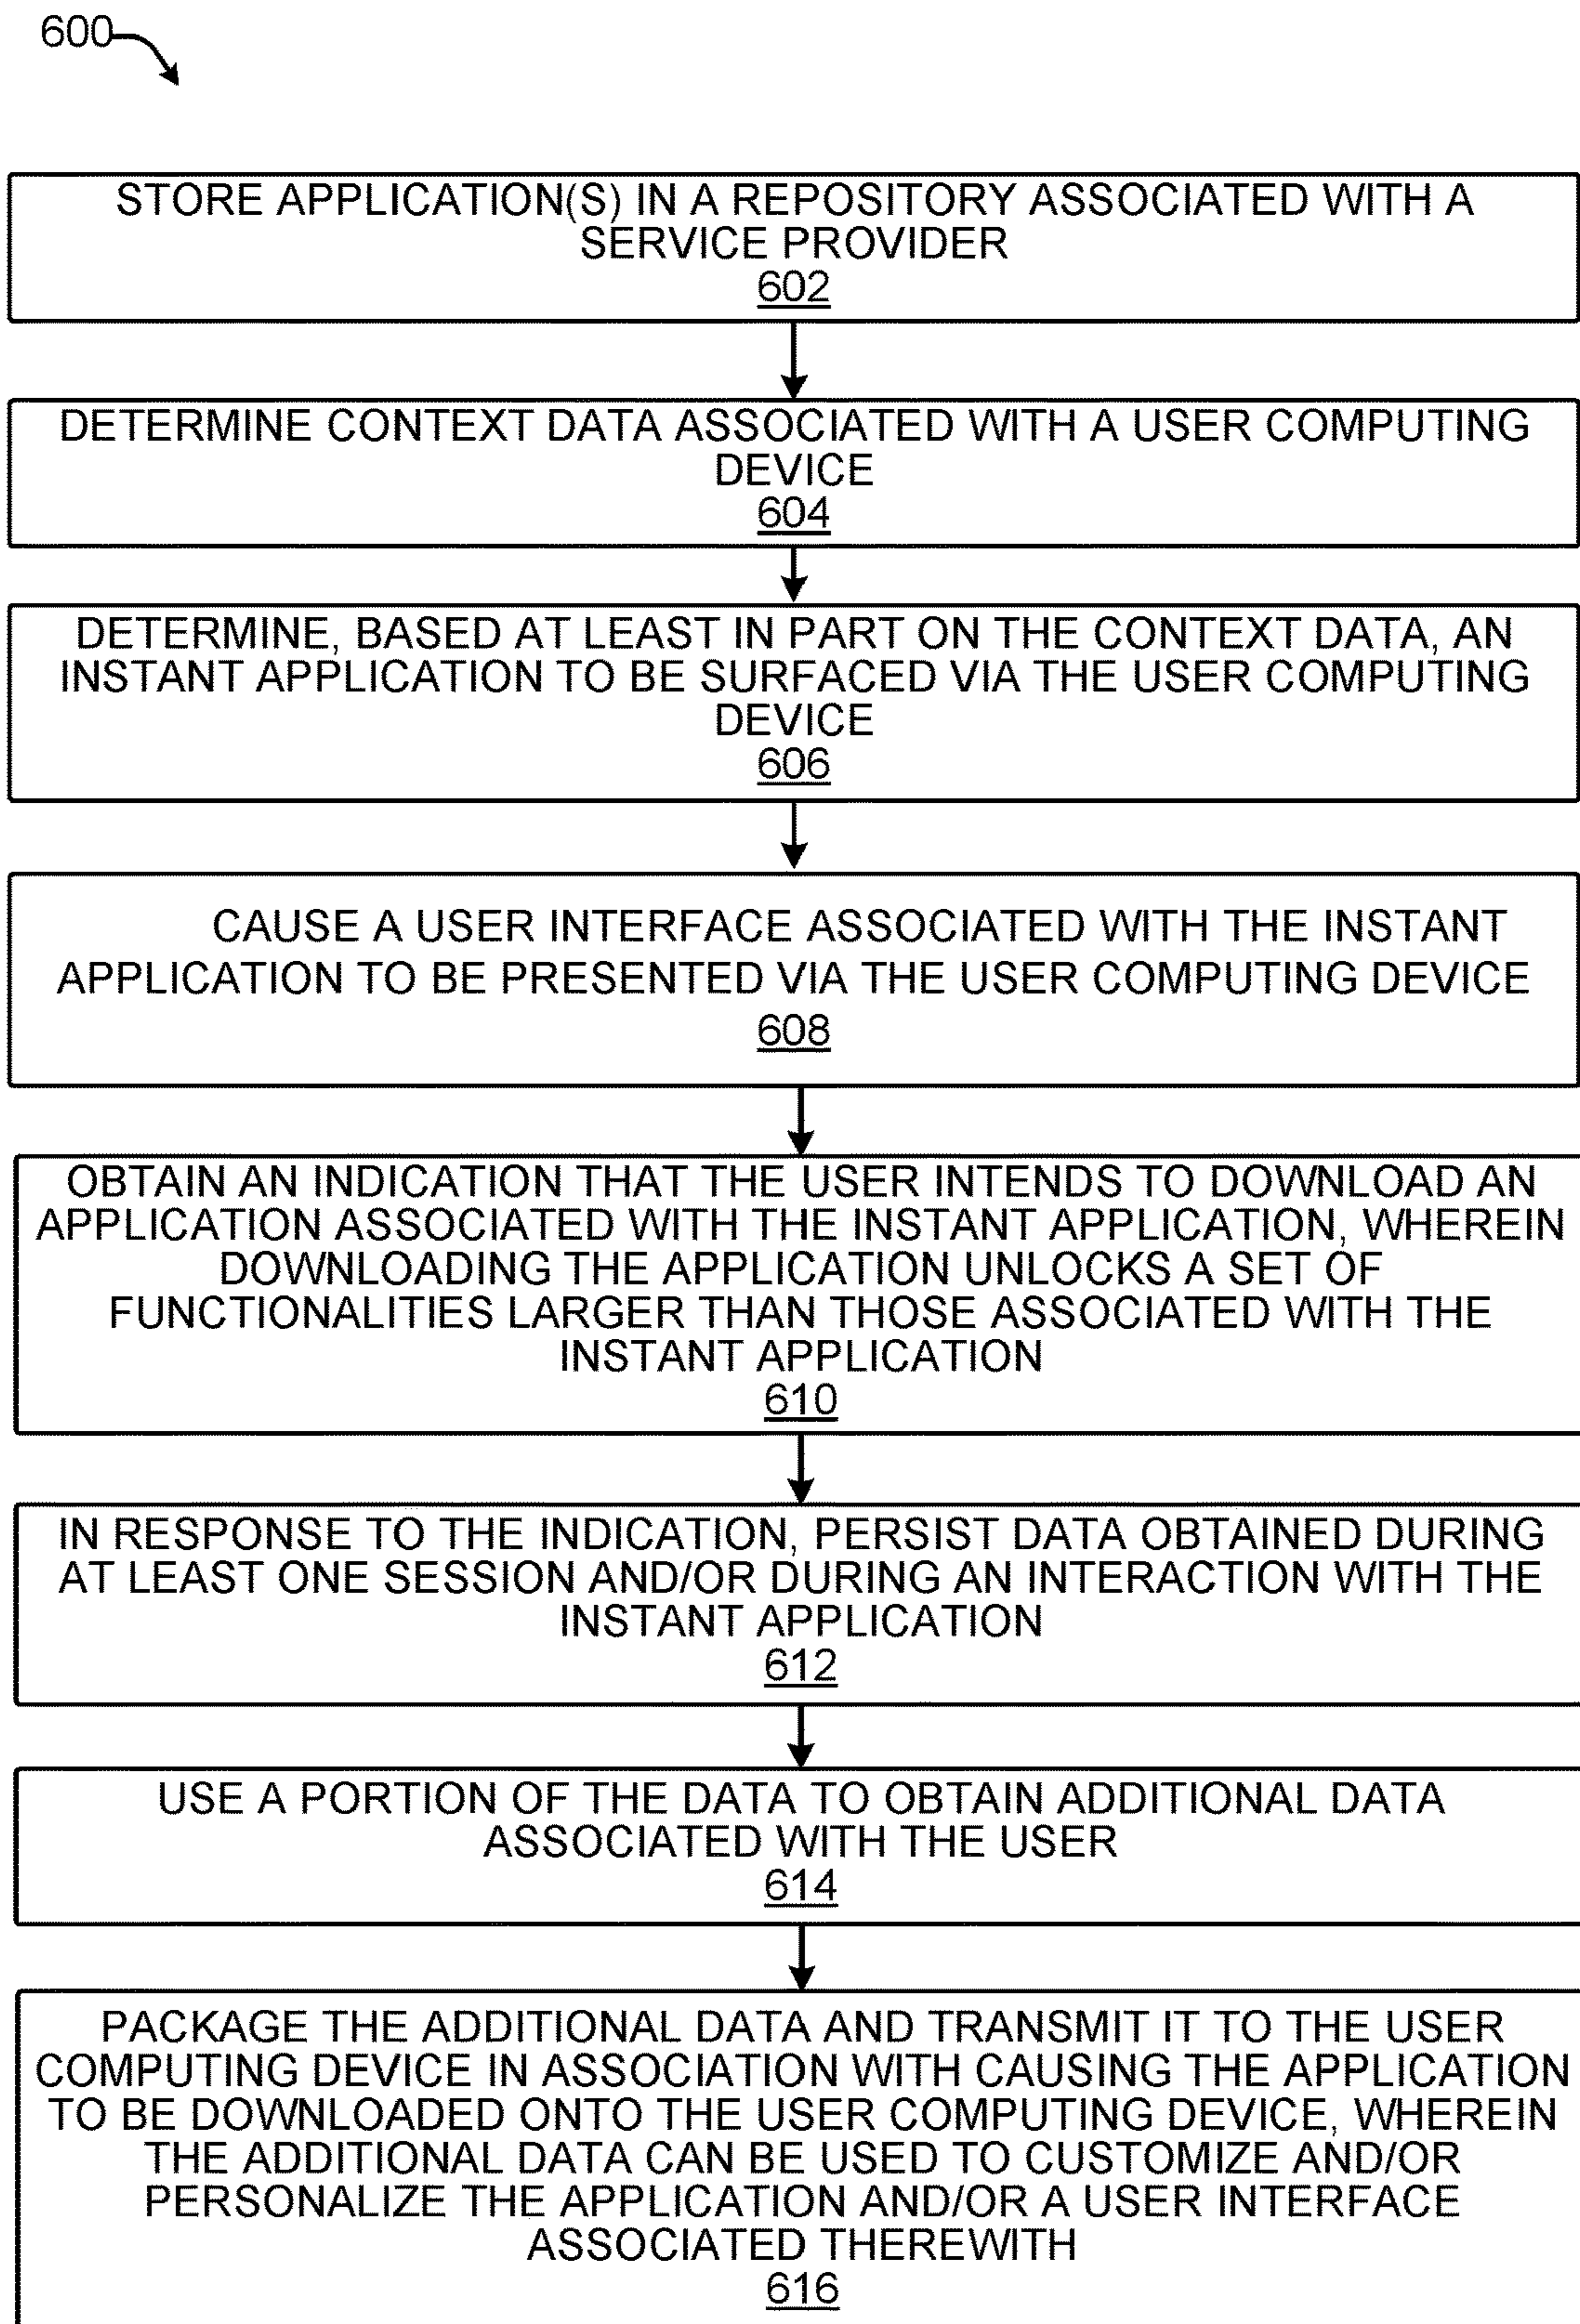 600
STORE APPLICATION(S) IN A REPOSITORY ASSOCIATED WITH A
SERVICE PROVIDER
602
DETERMINE CONTEXT DATA ASSOCIATED WITH A USER COMPUTING
DEVICE
604
DETERMINE, BASED AT LEAST IN PART ON THE CONTEXT DATA, AN
INSTANT APPLICATION TO BE SURFACED VIA THE USER COMPUTING
DEVICE
606
CAUSE A USER INTERFACE ASSOCIATED WITH THE INSTANT
APPLICATION TO BE PRESENTED VIA THE USER COMPUTING DEVICE
608
OBTAIN AN INDICATION THAT THE USER INTENDS TO DOWNLOAD AN
APPLICATION ASSOCIATED WITH THE INSTANT APPLICATION, WHEREIN
DOWNLOADING THE APPLICATION UNLOCKS A SET OF
FUNCTIONALITIES LARGER THAN THOSE ASSOCIATED WITH THE
INSTANT APPLICATION
610
IN RESPONSE TO THE INDICATION, PERSIST DATA OBTAINED DURING
AT LEAST ONE SESSION AND/OR DURING AN INTERACTION WITH THE
INSTANT APPLICATION
612
USE A PORTION OF THE DATA TO OBTAIN ADDITIONAL DATA
ASSOCIATED WITH THE USER
614
PACKAGE THE ADDITIONAL DATA AND TRANSMIT IT TO THE USER
COMPUTING DEVICE IN ASSOCIATION WITH CAUSING THE APPLICATION
TO BE DOWNLOADED ONTO THE USER COMPUTING DEVICE, WHEREIN
THE ADDITIONAL DATA CAN BE USED TO CUSTOMIZE AND/OR
PERSONALIZE THE APPLICATION AND/OR A USER INTERFACE
ASSOCIATED THEREWITH
616